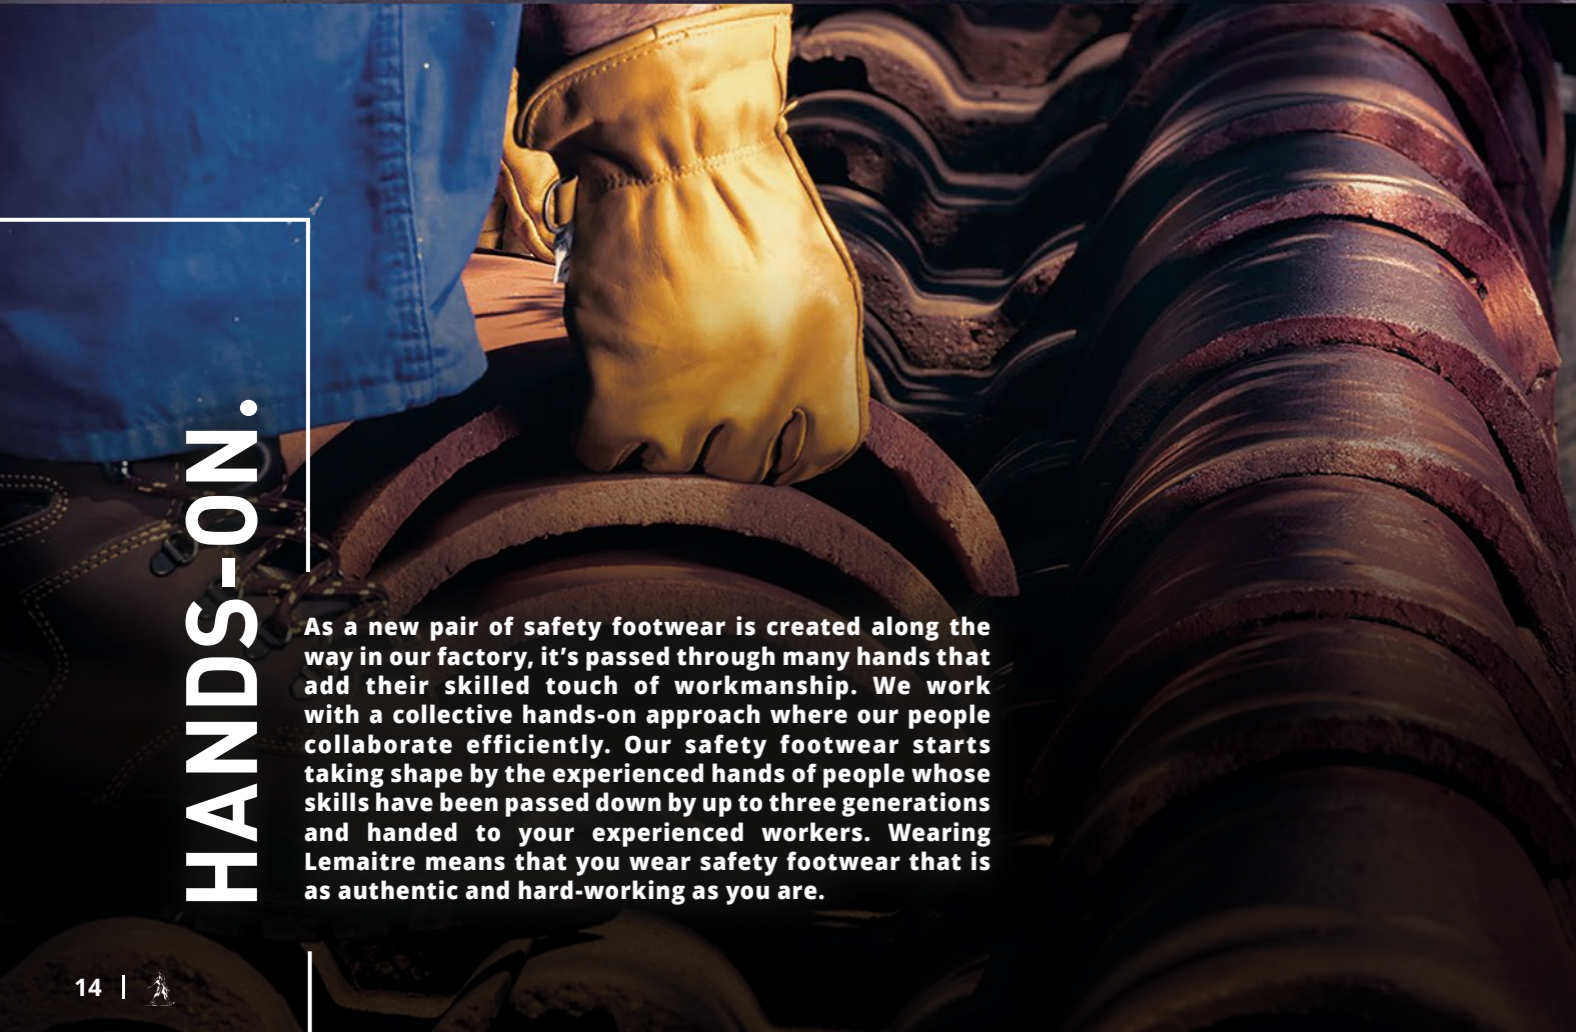 HANDS-ON.
As a new pair of safety footwear is created along the
way in our factory, it’s passed through many hands that
add their skilled touch of workmanship. We work
with a collective hands-on approach where our people
collaborate efficiently. Our safety footwear starts
taking shape by the experienced hands of people whose
skills have been passed down by up to three generations
and handed to your experienced workers. Wearing
Lemaitre means that you wear safety footwear that is
as authentic and hard-working as you are.
14